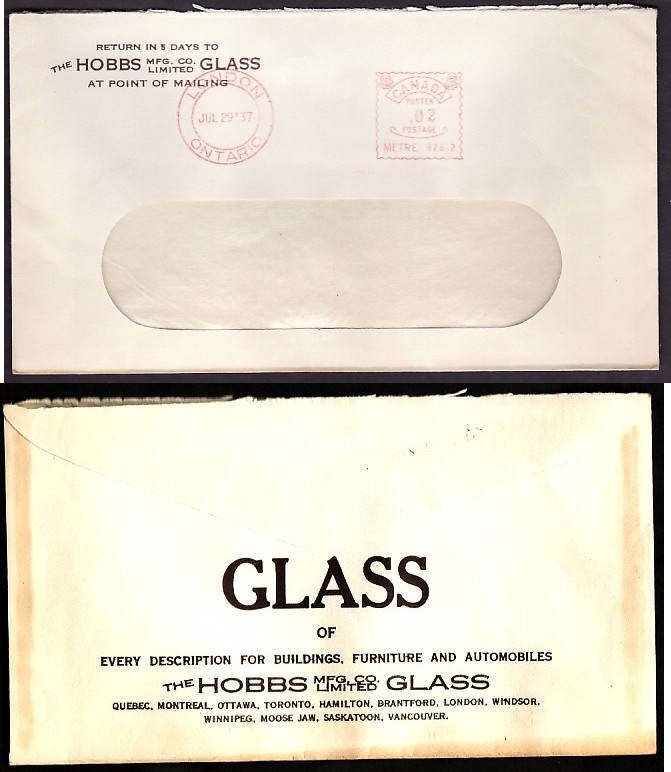 RETURN IN 5 DAYS TO
THE HOBBS MFG. CO. LIMITED GLASS
AT POINT OF MAILING
LONDON
JUL 29 '37
ONTARIO
CANADA
POSTES
.02
POSTAGE
METRE
GLASS
OF
EVERY DESCRIPTION FOR BUILDINGS, FURNITURE AND AUTOMOBILES
THE HOBBS MFG. CO. LIMITED GLASS
QUEBEC, MONTREAL, OTTAWA, TORONTO, HAMILTON, BRANTFORD, LONDON, WINDSOR,
WINNIPEG, MOOSE JAW, SASKATOON, VANCOUVER.